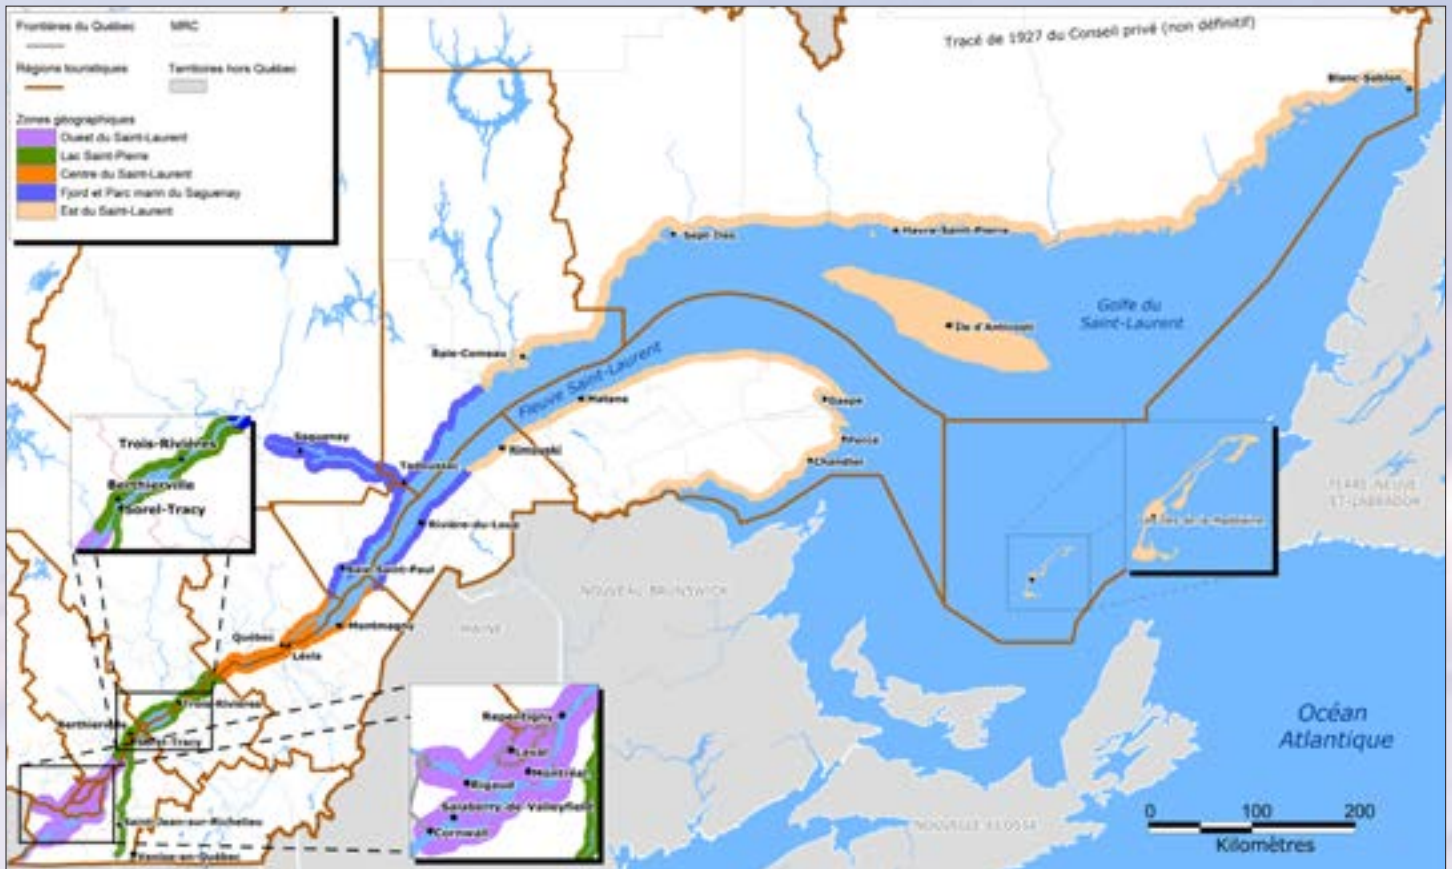 Frontières du Québec
MRC
Régions touristiques
Territoires hors Québec
Zones géographiques
Ouest du Saint-Laurent
Lac Saint-Pierre
Centre du Saint-Laurent
Fjord et Parc marin du Saguenay
Est du Saint-Laurent
Tracé de 1927 du Conseil privé (non définitif)
Blanc-Sablon
Sept-Îles
Havre-Saint-Pierre
Golfe du
Saint-Laurent
Île d'Anticosti
Baie-Comeau
Fleuve Saint-Laurent
Matane
Gaspé
Percé
Chandler
Rimouski
Saguenay
Tadoussac
Rivière-du-Loup
Trois-Rivières
Berthierville
Sorel-Tracy
TERRE-NEUVE-
ET-LABRADOR
Les Îles de la Madeleine
Baie-Saint-Paul
NOUVEAU BRUNSWICK
MAINE
Montmagny
Québec
Lévis
Trois-Rivières
Berthierville
Sorel-Tracy
Repentigny
Laval
Montréal
Rigaud
Salaberry-de-Valleyfield
Cornwall
Saint-Jean-sur-Richelieu
Venise-en-Québec
Océan
Atlantique
NOUVELLE-ECOSSE
0 100 200
Kilomètres